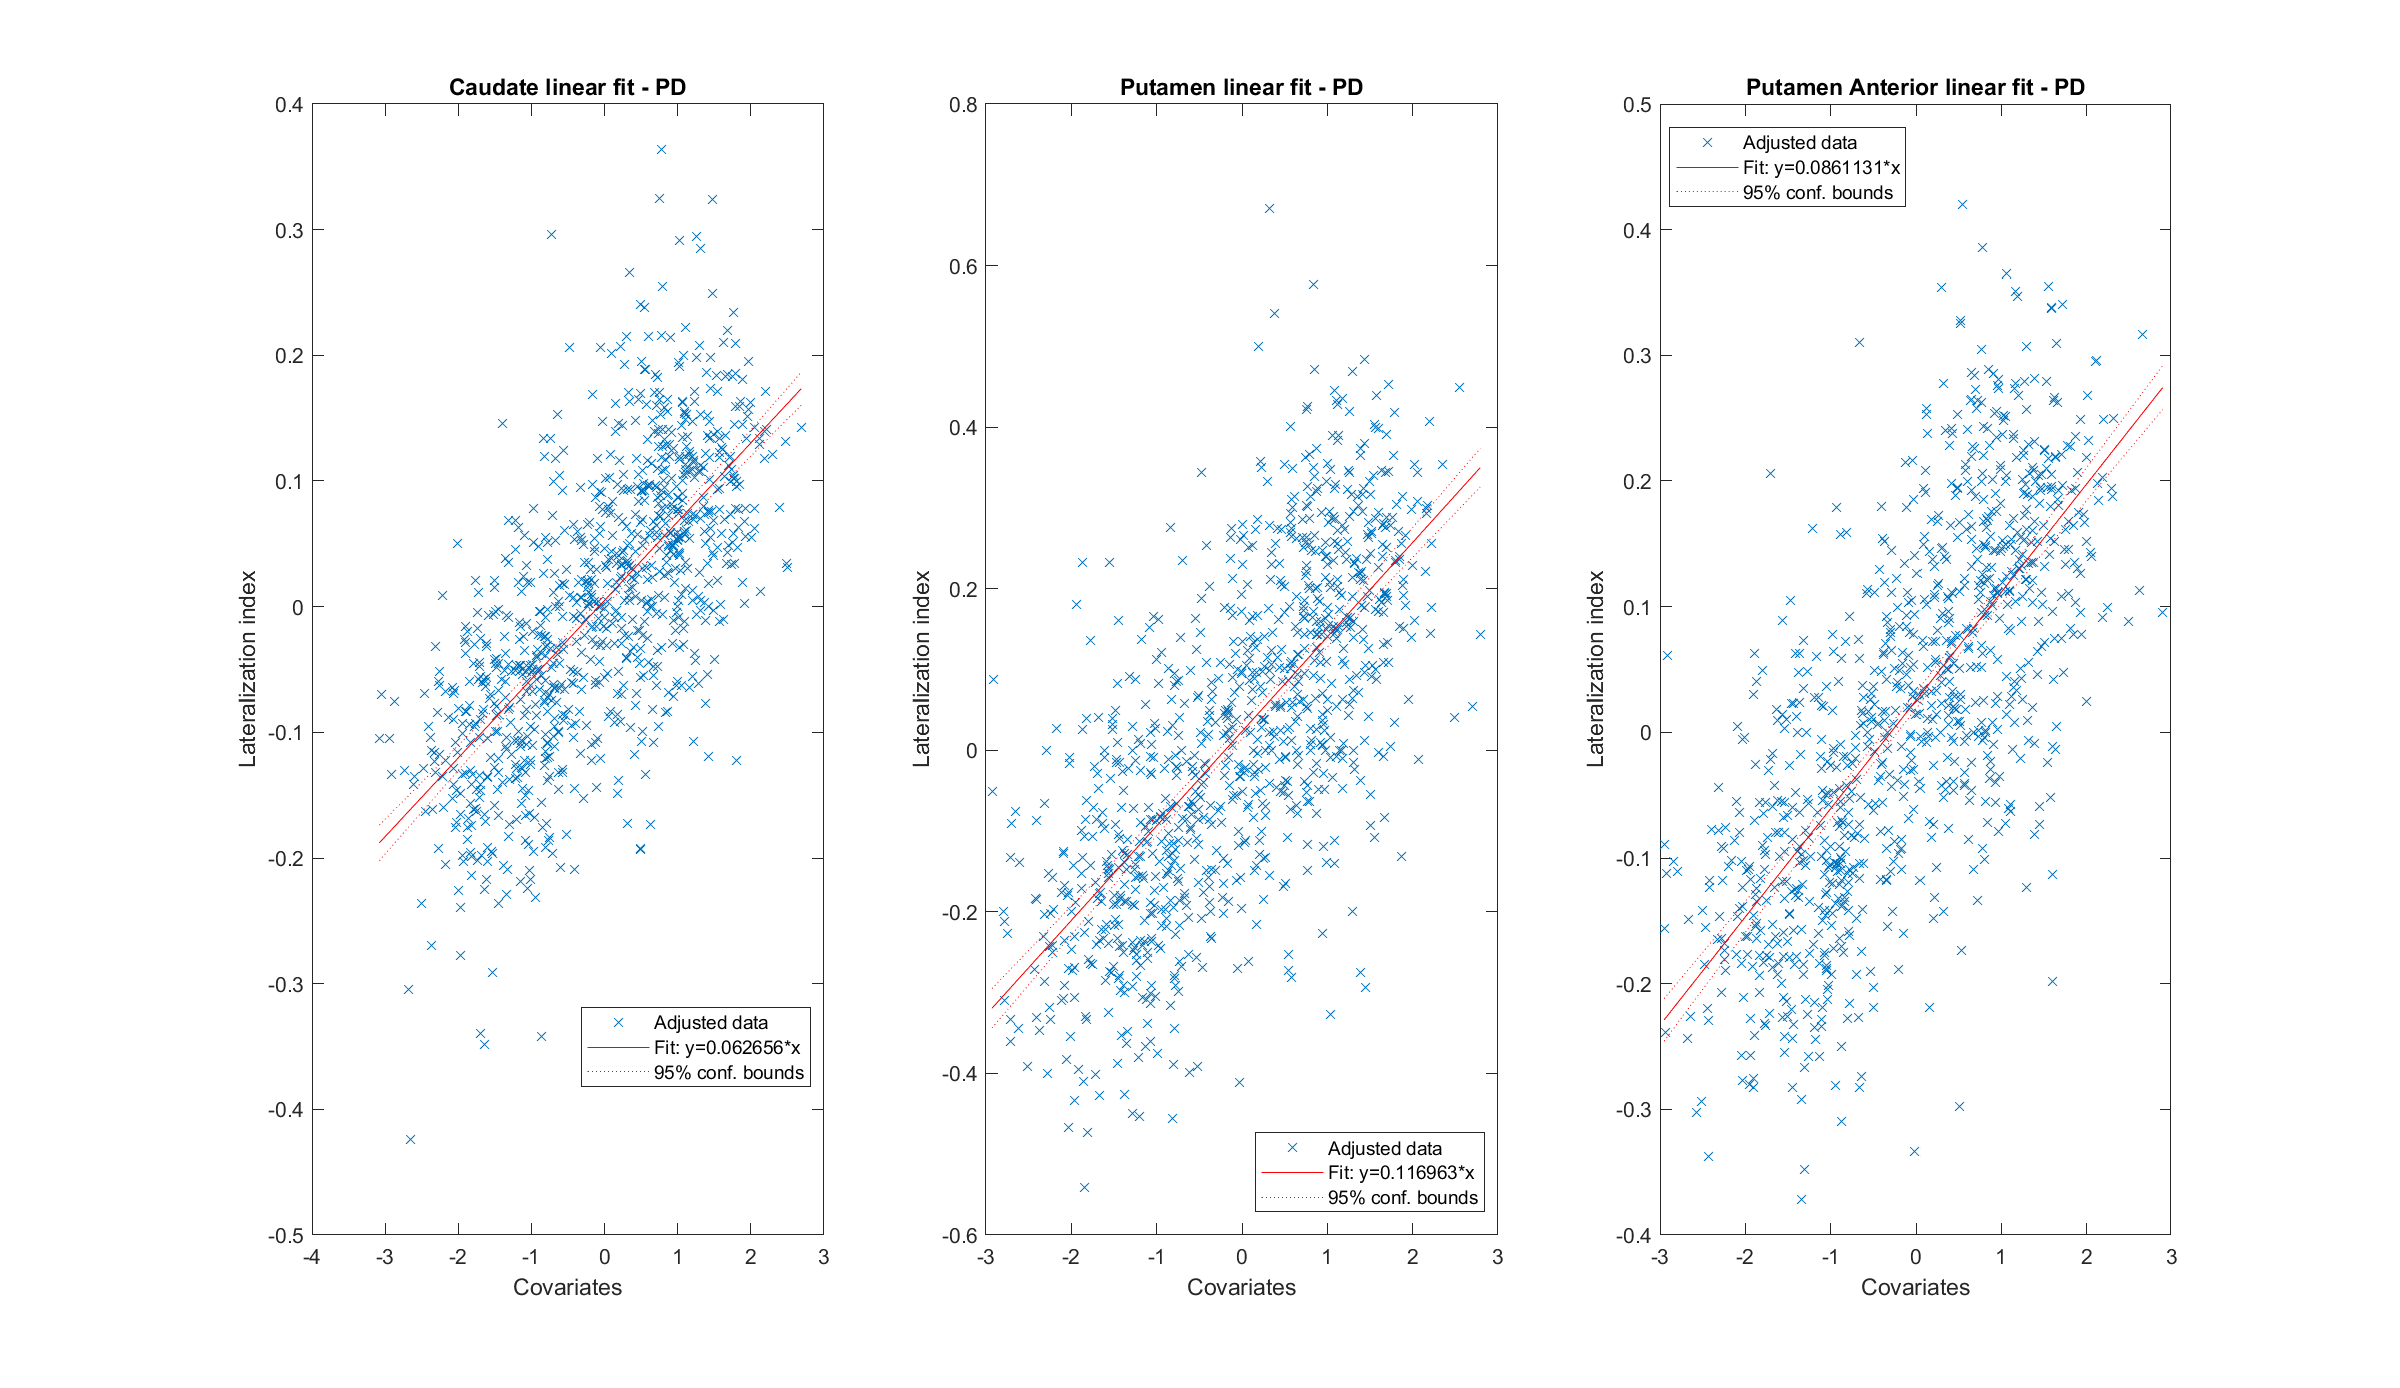 Caudate linear fit - PD
0.4
0.3
0.2
0.1
0
-0.1
-0.2
-0.3
-0.4
-0.5
-4 -3 -2 -1 0 1 2 3
Lateralization index
Covariates
Adjusted data
Fit: y=0.062656*x
95% conf. bounds
Putamen linear fit - PD
0.8
0.6
0.4
0.2
0
-0.2
-0.4
-0.6
-3 -2 -1 0 1 2 3
Lateralization index
Covariates
Adjusted data
Fit: y=0.116963*x
95% conf. bounds
Putamen Anterior linear fit - PD
0.5
0.4
0.3
0.2
0.1
0
-0.1
-0.2
-0.3
-0.4
-3 -2 -1 0 1 2 3
Lateralization index
Covariates
Adjusted data
Fit: y=0.0861131*x
95% conf. bounds